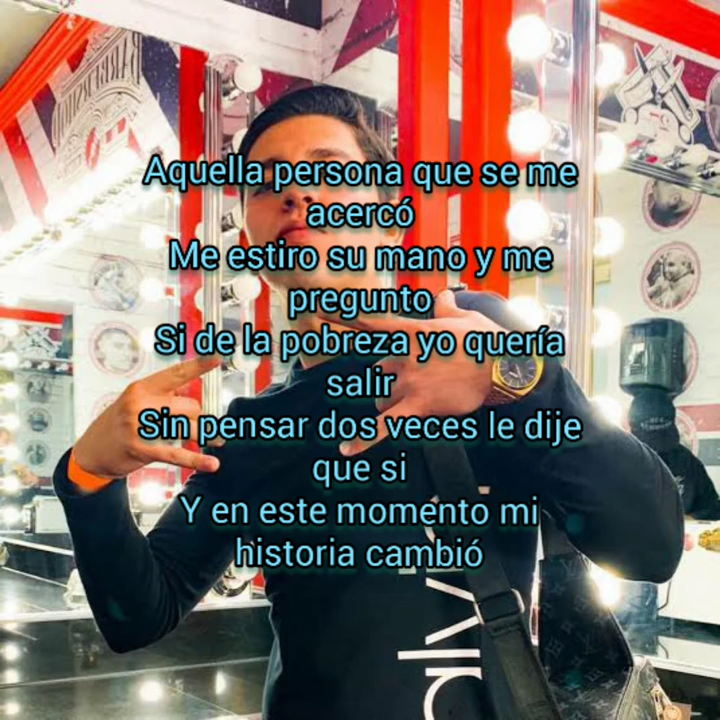 BARBERSHOP
Aquella persona que se me
acercó
Me estiro su mano y me
pregunto
Si de la pobreza yo quería
salir
Sin pensar dos veces le dije
que si
Y en este momento mi
historia cambió